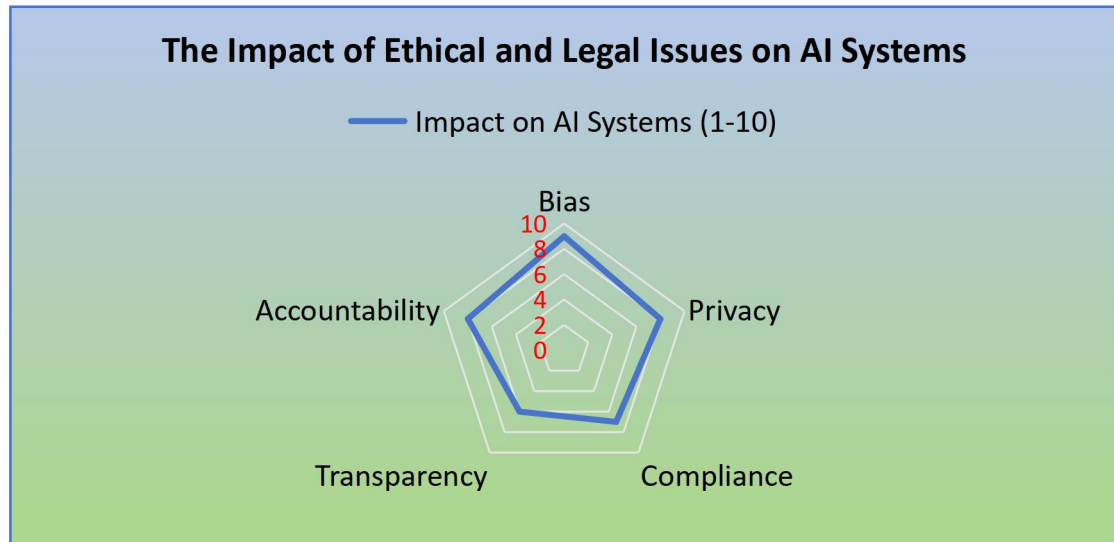 The Impact of Ethical and Legal Issues on AI Systems
Impact on AI Systems (1-10)
Bias
10
8
6
4
2
0
Accountability
Privacy
Transparency
Compliance